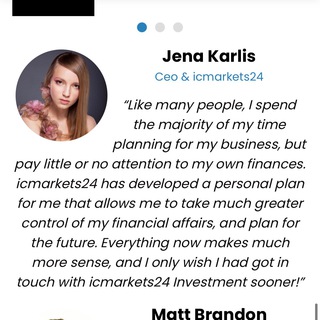 Jena Karlis
Ceo & icmarkets24
“Like many people, I spend
the majority of my time
planning for my business, but
pay little or no attention to my own finances.
icmarkets24 has developed a personal plan
for me that allows me to take much greater
control of my financial affairs, and plan for
the future. Everything now makes much
more sense, and I only wish I had got in
touch with icmarkets24 Investment sooner!”
Matt Brandon